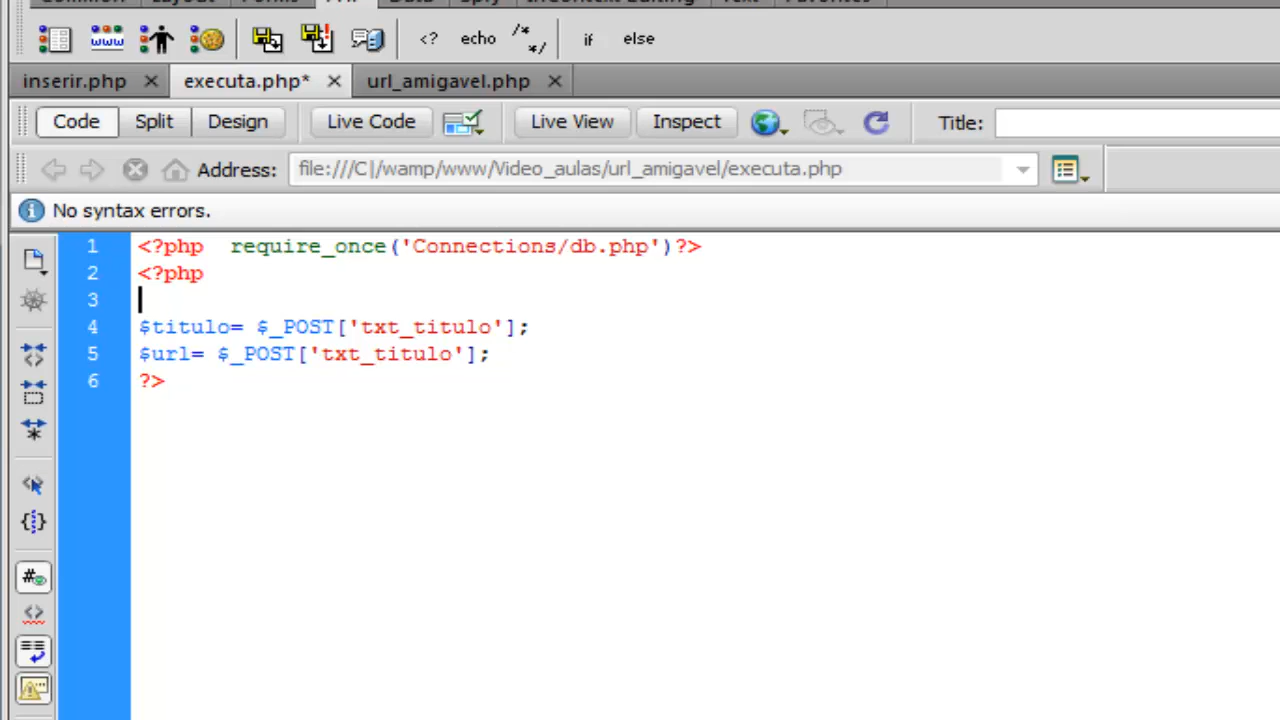 <? echo /* */ if else
inserir.php executa.php* url_amigavel.php
Code Split Design Live Code Live View Inspect Title:
Address: file:///C|/wamp/www/Video_aulas/url_amigavel/executa.php
No syntax errors.
1 <?php  require_once('Connections/db.php')?>
2 <?php
3
4 $titulo= $_POST['txt_titulo'];
5 $url= $_POST['txt_titulo'];
6 ?>